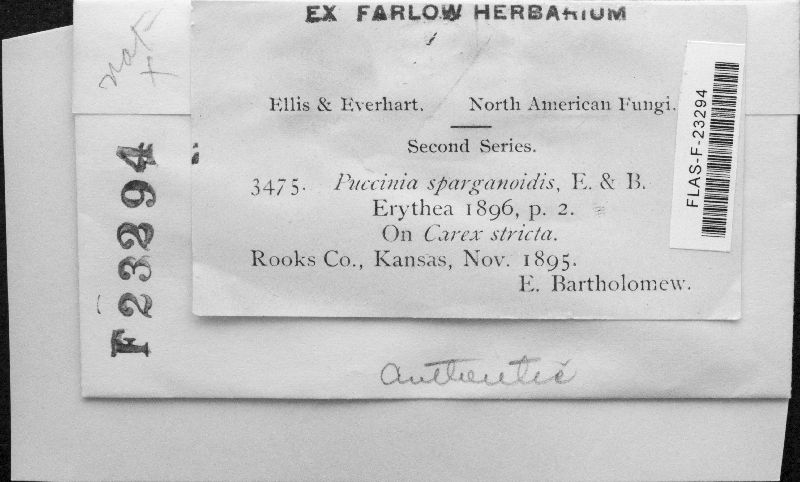 EX FARLOW HERBARIUM
Ellis & Everhart. North American Fungi.
Second Series.
3475. Puccinia sparganoidis, E. & B.
Erythea 1896, p. 2.
On Carex stricta.
Rooks Co., Kansas, Nov. 1895.
E. Bartholomew.
FLAS-F-23294
F23294
Authentic